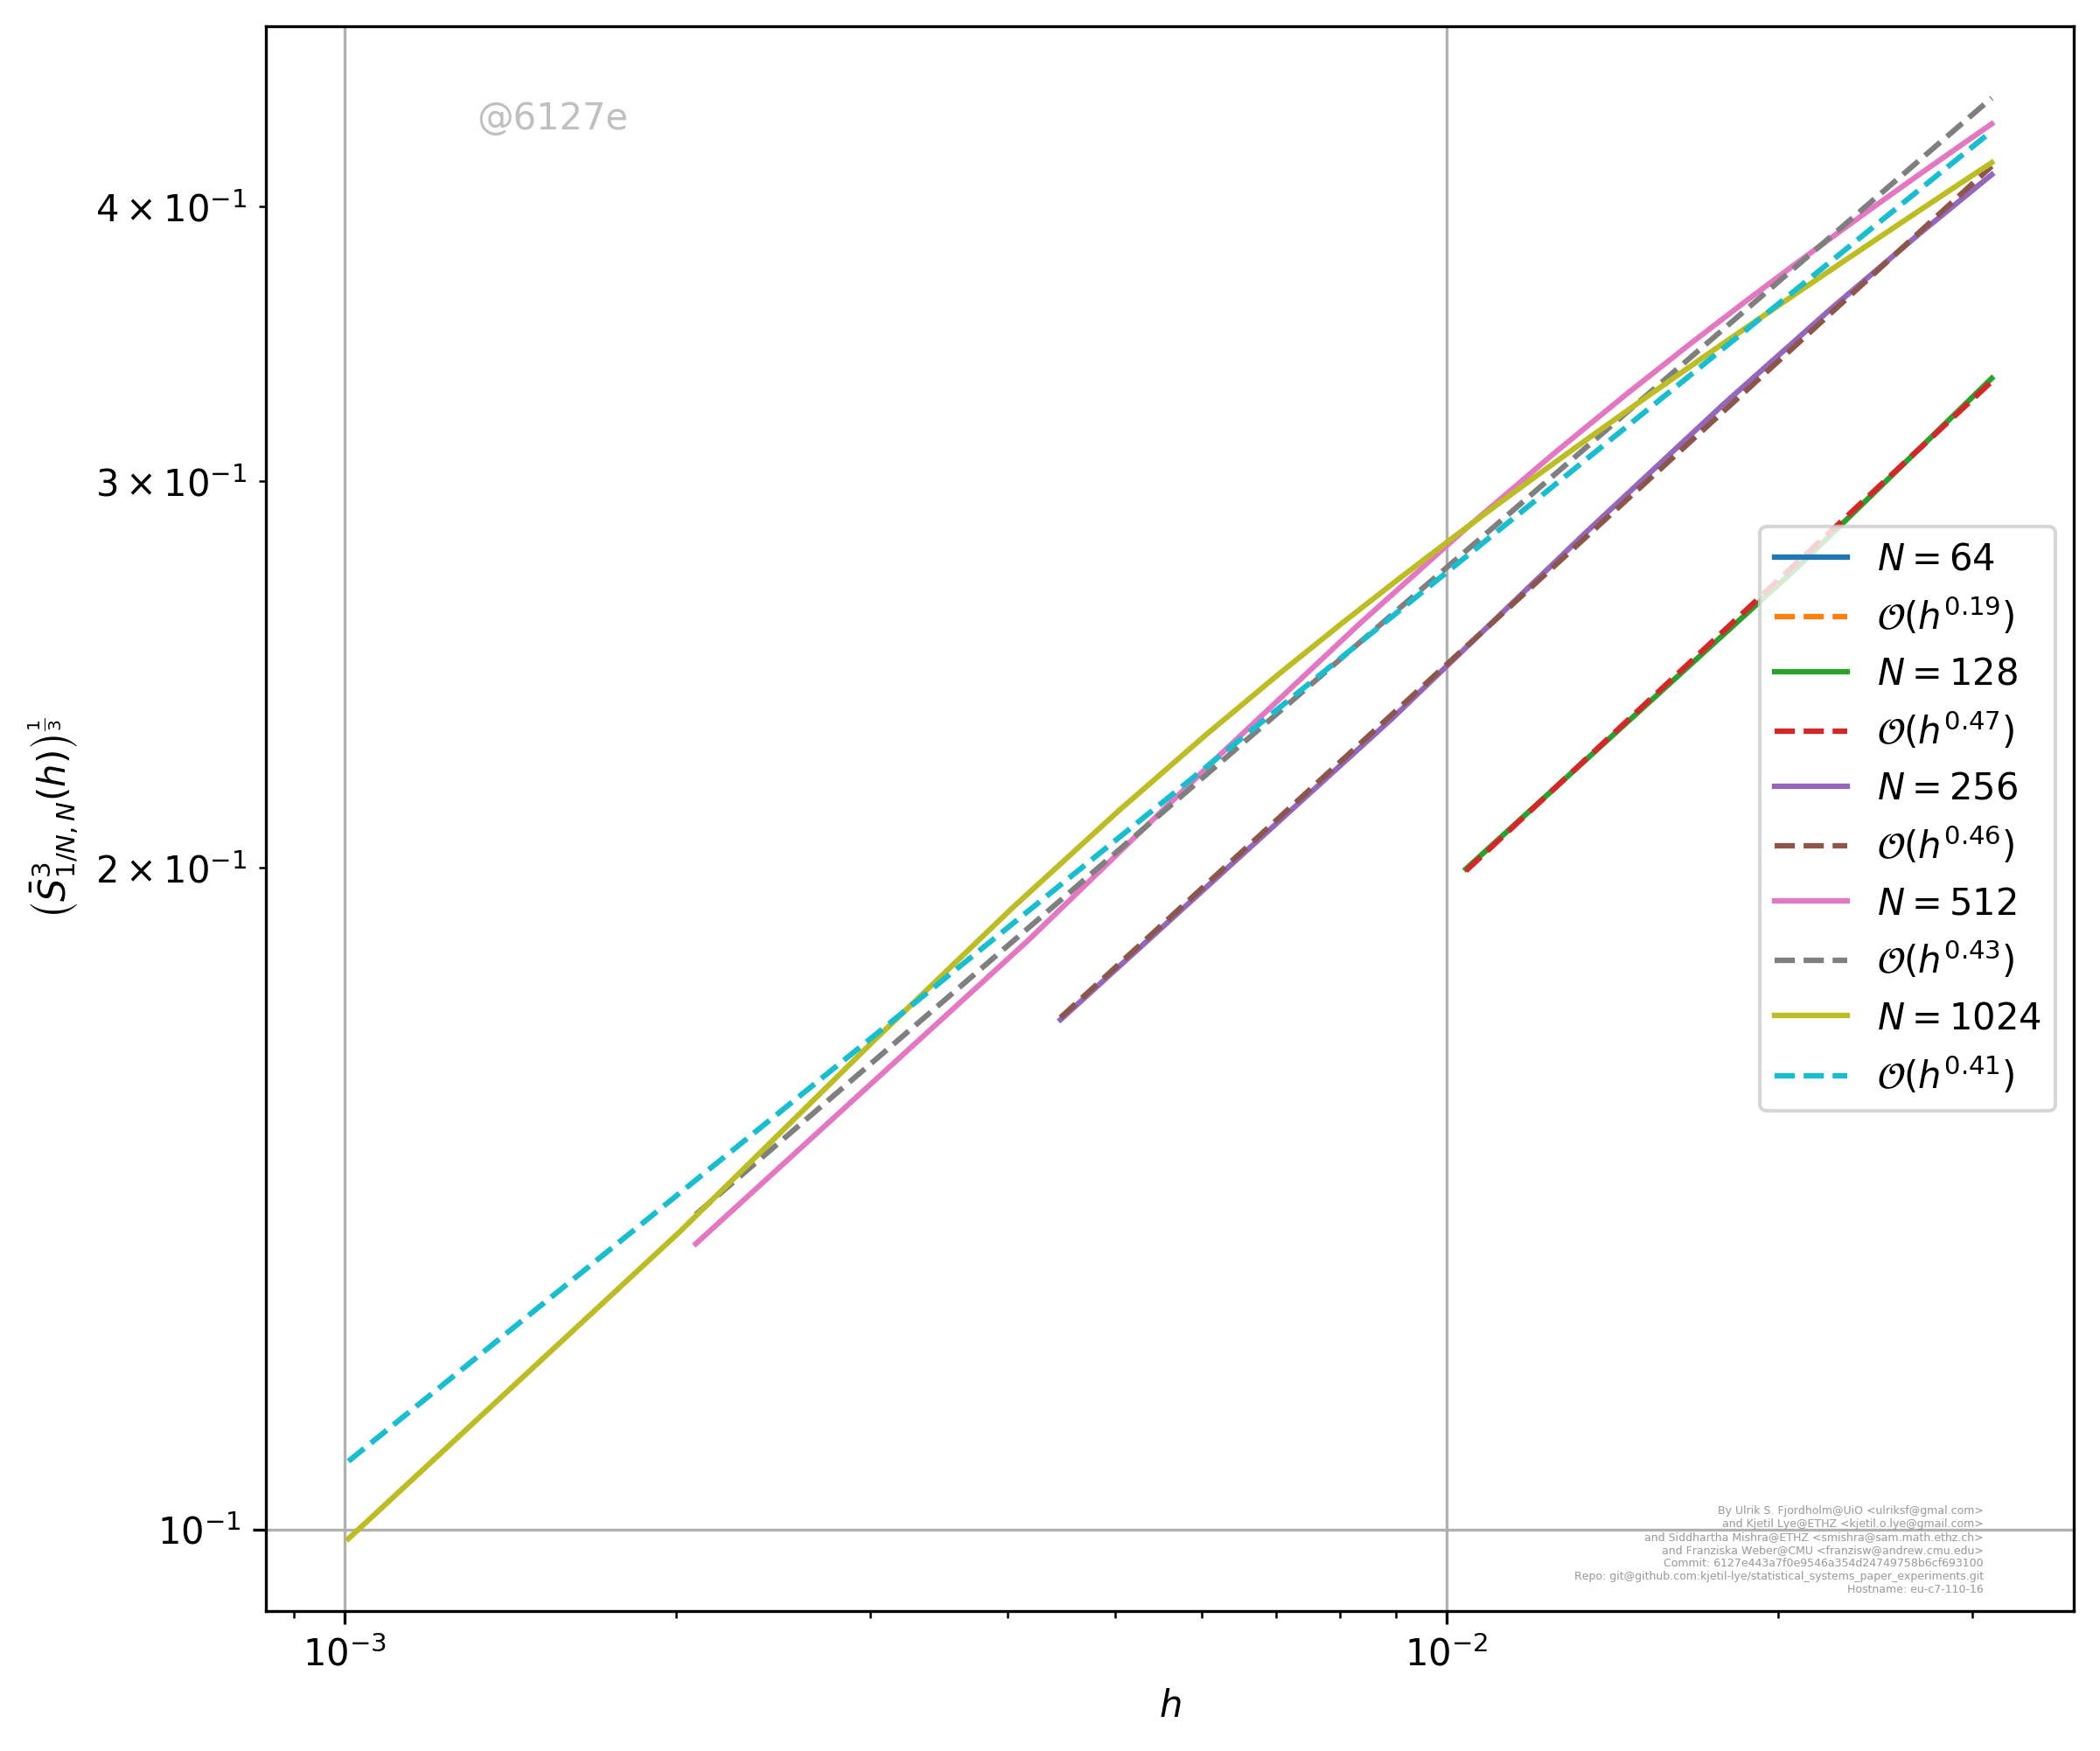 @6127e
4 × 10⁻¹
3 × 10⁻¹
2 × 10⁻¹
10⁻¹
(S̄³₁/N, N(h))^(1/3)
N = 64
𝒪(h^0.19)
N = 128
𝒪(h^0.47)
N = 256
𝒪(h^0.46)
N = 512
𝒪(h^0.43)
N = 1024
𝒪(h^0.41)
By Ulrik S. Fjordholm@UiO <ulriksf@gmal.com>
and Kjetil Lye@ETHZ <kjetil.o.lye@gmail.com>
and Siddhartha Mishra@ETHZ <smishra@sam.math.ethz.ch>
and Franziska Weber@CMU <franzisw@andrew.cmu.edu>
Commit: 6127e443a7f0e9546a354d24749758b6cf693100
Repo: git@github.com:kjetil-lye/statistical_systems_paper_experiments.git
Hostname: eu-c7-110-16
10⁻³
10⁻²
h